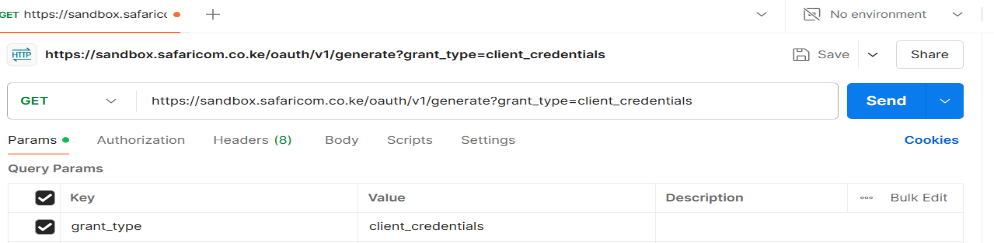 GET https://sandbox.safaric No environment
HTTP https://sandbox.safaricom.co.ke/oauth/v1/generate?grant_type=client_credentials Save Share
GET https://sandbox.safaricom.co.ke/oauth/v1/generate?grant_type=client_credentials Send
Params Authorization Headers (8) Body Scripts Settings Cookies
Query Params
Key Value Description Bulk Edit
grant_type client_credentials